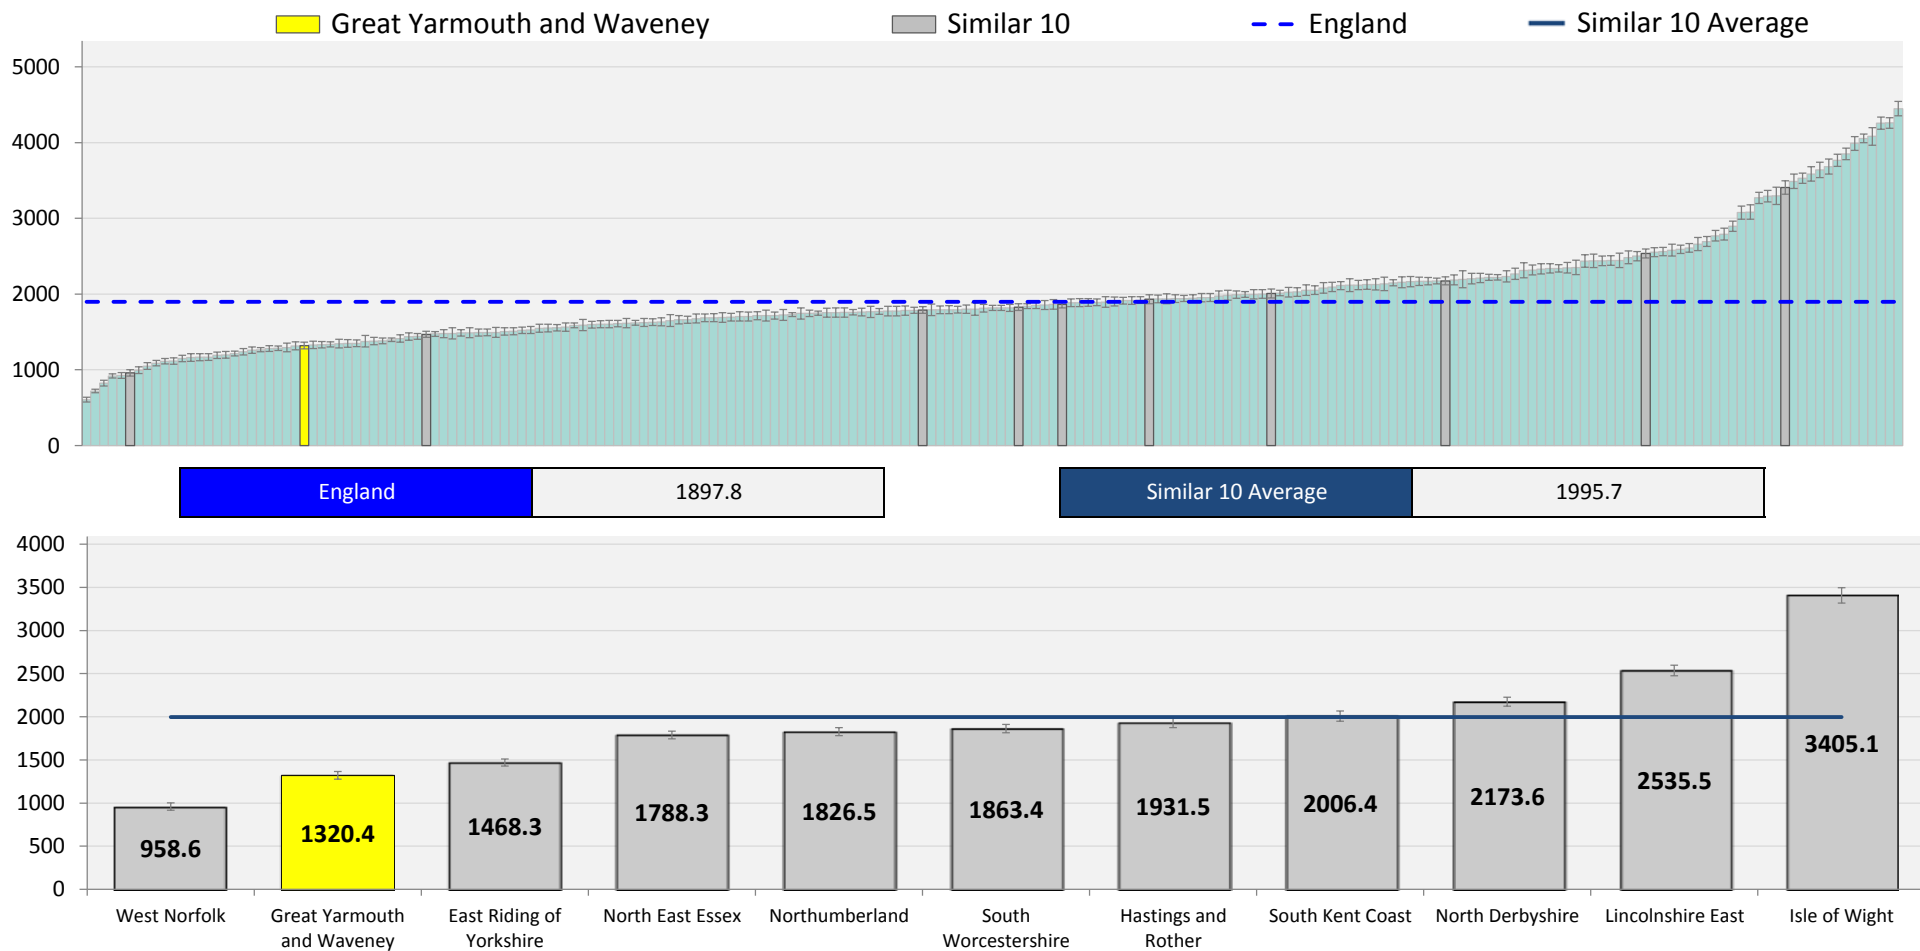 Great Yarmouth and Waveney
Similar 10
England
Similar 10 Average
5000
4000
3000
2000
1000
0
England
1897.8
Similar 10 Average
1995.7
4000
3500
3000
2500
2000
1500
1000
500
0
958.6
1320.4
1468.3
1788.3
1826.5
1863.4
1931.5
2006.4
2173.6
2535.5
3405.1
West Norfolk
Great Yarmouth
and Waveney
East Riding of
Yorkshire
North East Essex
Northumberland
South
Worcestershire
Hastings and
Rother
South Kent Coast
North Derbyshire
Lincolnshire East
Isle of Wight